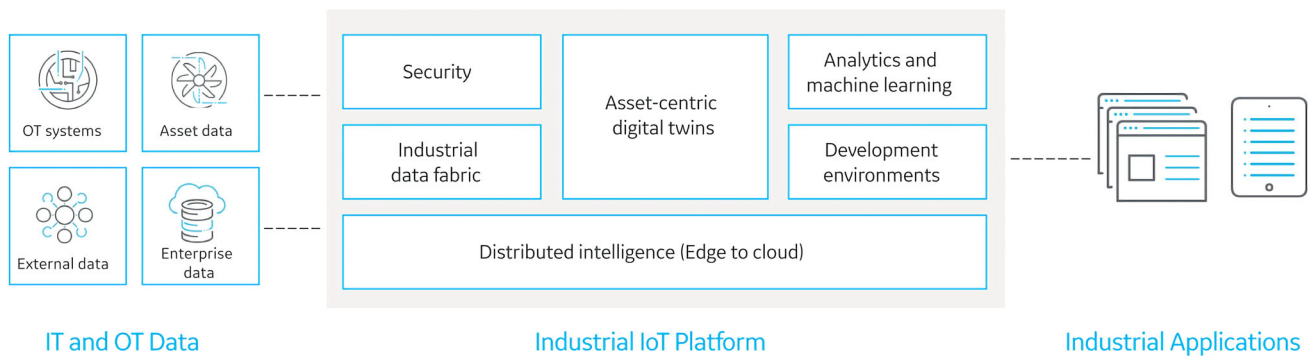 OT systems
Asset data
External data
Enterprise
data
IT and OT Data
Security
Industrial
data fabric
Asset-centric
digital twins
Analytics and
machine learning
Development
environments
Distributed intelligence (Edge to cloud)
Industrial IoT Platform
Industrial Applications